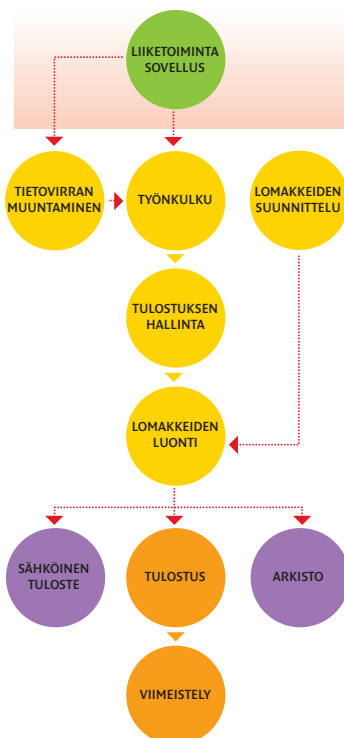 LIIKETOIMINTA
SOVELLUS
TIETOVIRRAN
MUUNTAMINEN
TYÖNKULKU
LOMAKKEIDEN
SUUNNITTELU
TULOSTUKSEN
HALLINTA
LOMAKKEIDEN
LUONTI
SÄHKÖINEN
TULOSTE
TULOSTUS
ARKISTO
VIIMEISTELY